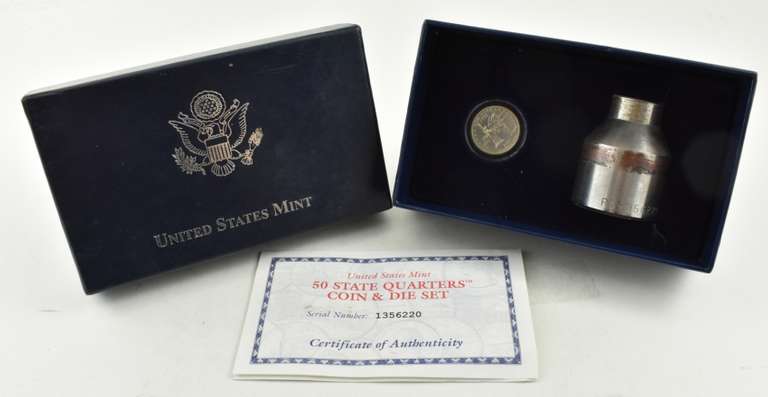 UNITED STATES MINT
United States Mint
50 STATE QUARTERS™
COIN & DIE SET
Serial Number: 1356220
Certificate of Authenticity